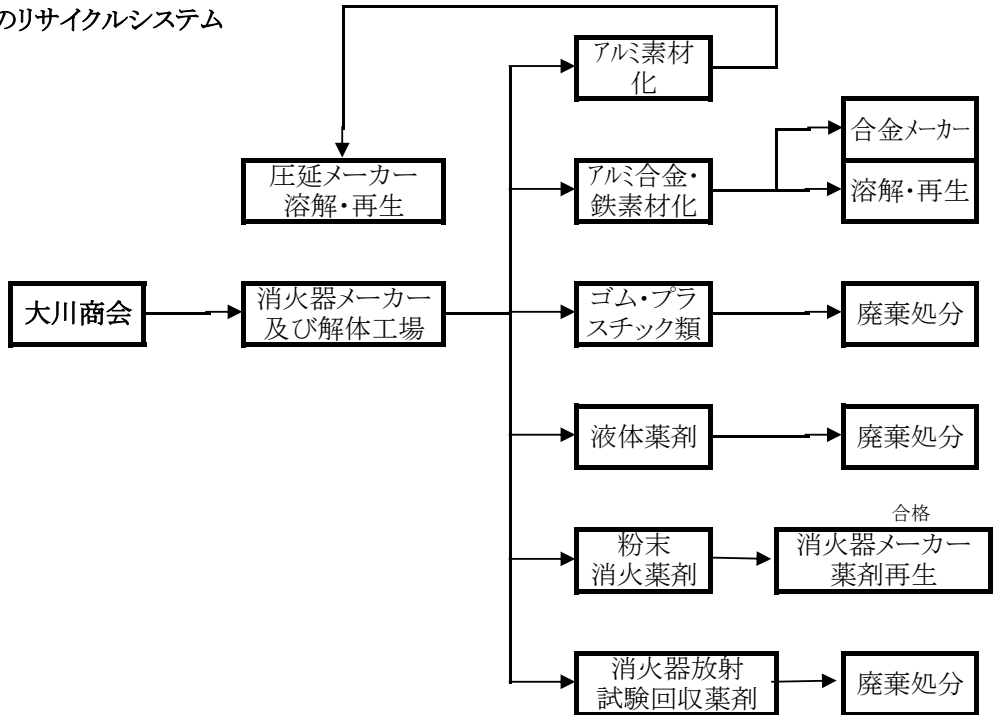 のリサイクルシステム
アルミ素材
化
合金メーカー
圧延メーカー
溶解・再生
アルミ合金・
鉄素材化
溶解・再生
大川商会
消火器メーカー
及び解体工場
ゴム・プラ
スチック類
廃棄処分
液体薬剤
廃棄処分
合格
粉末
消火薬剤
消火器メーカー
薬剤再生
消火器放射
試験回収薬剤
廃棄処分